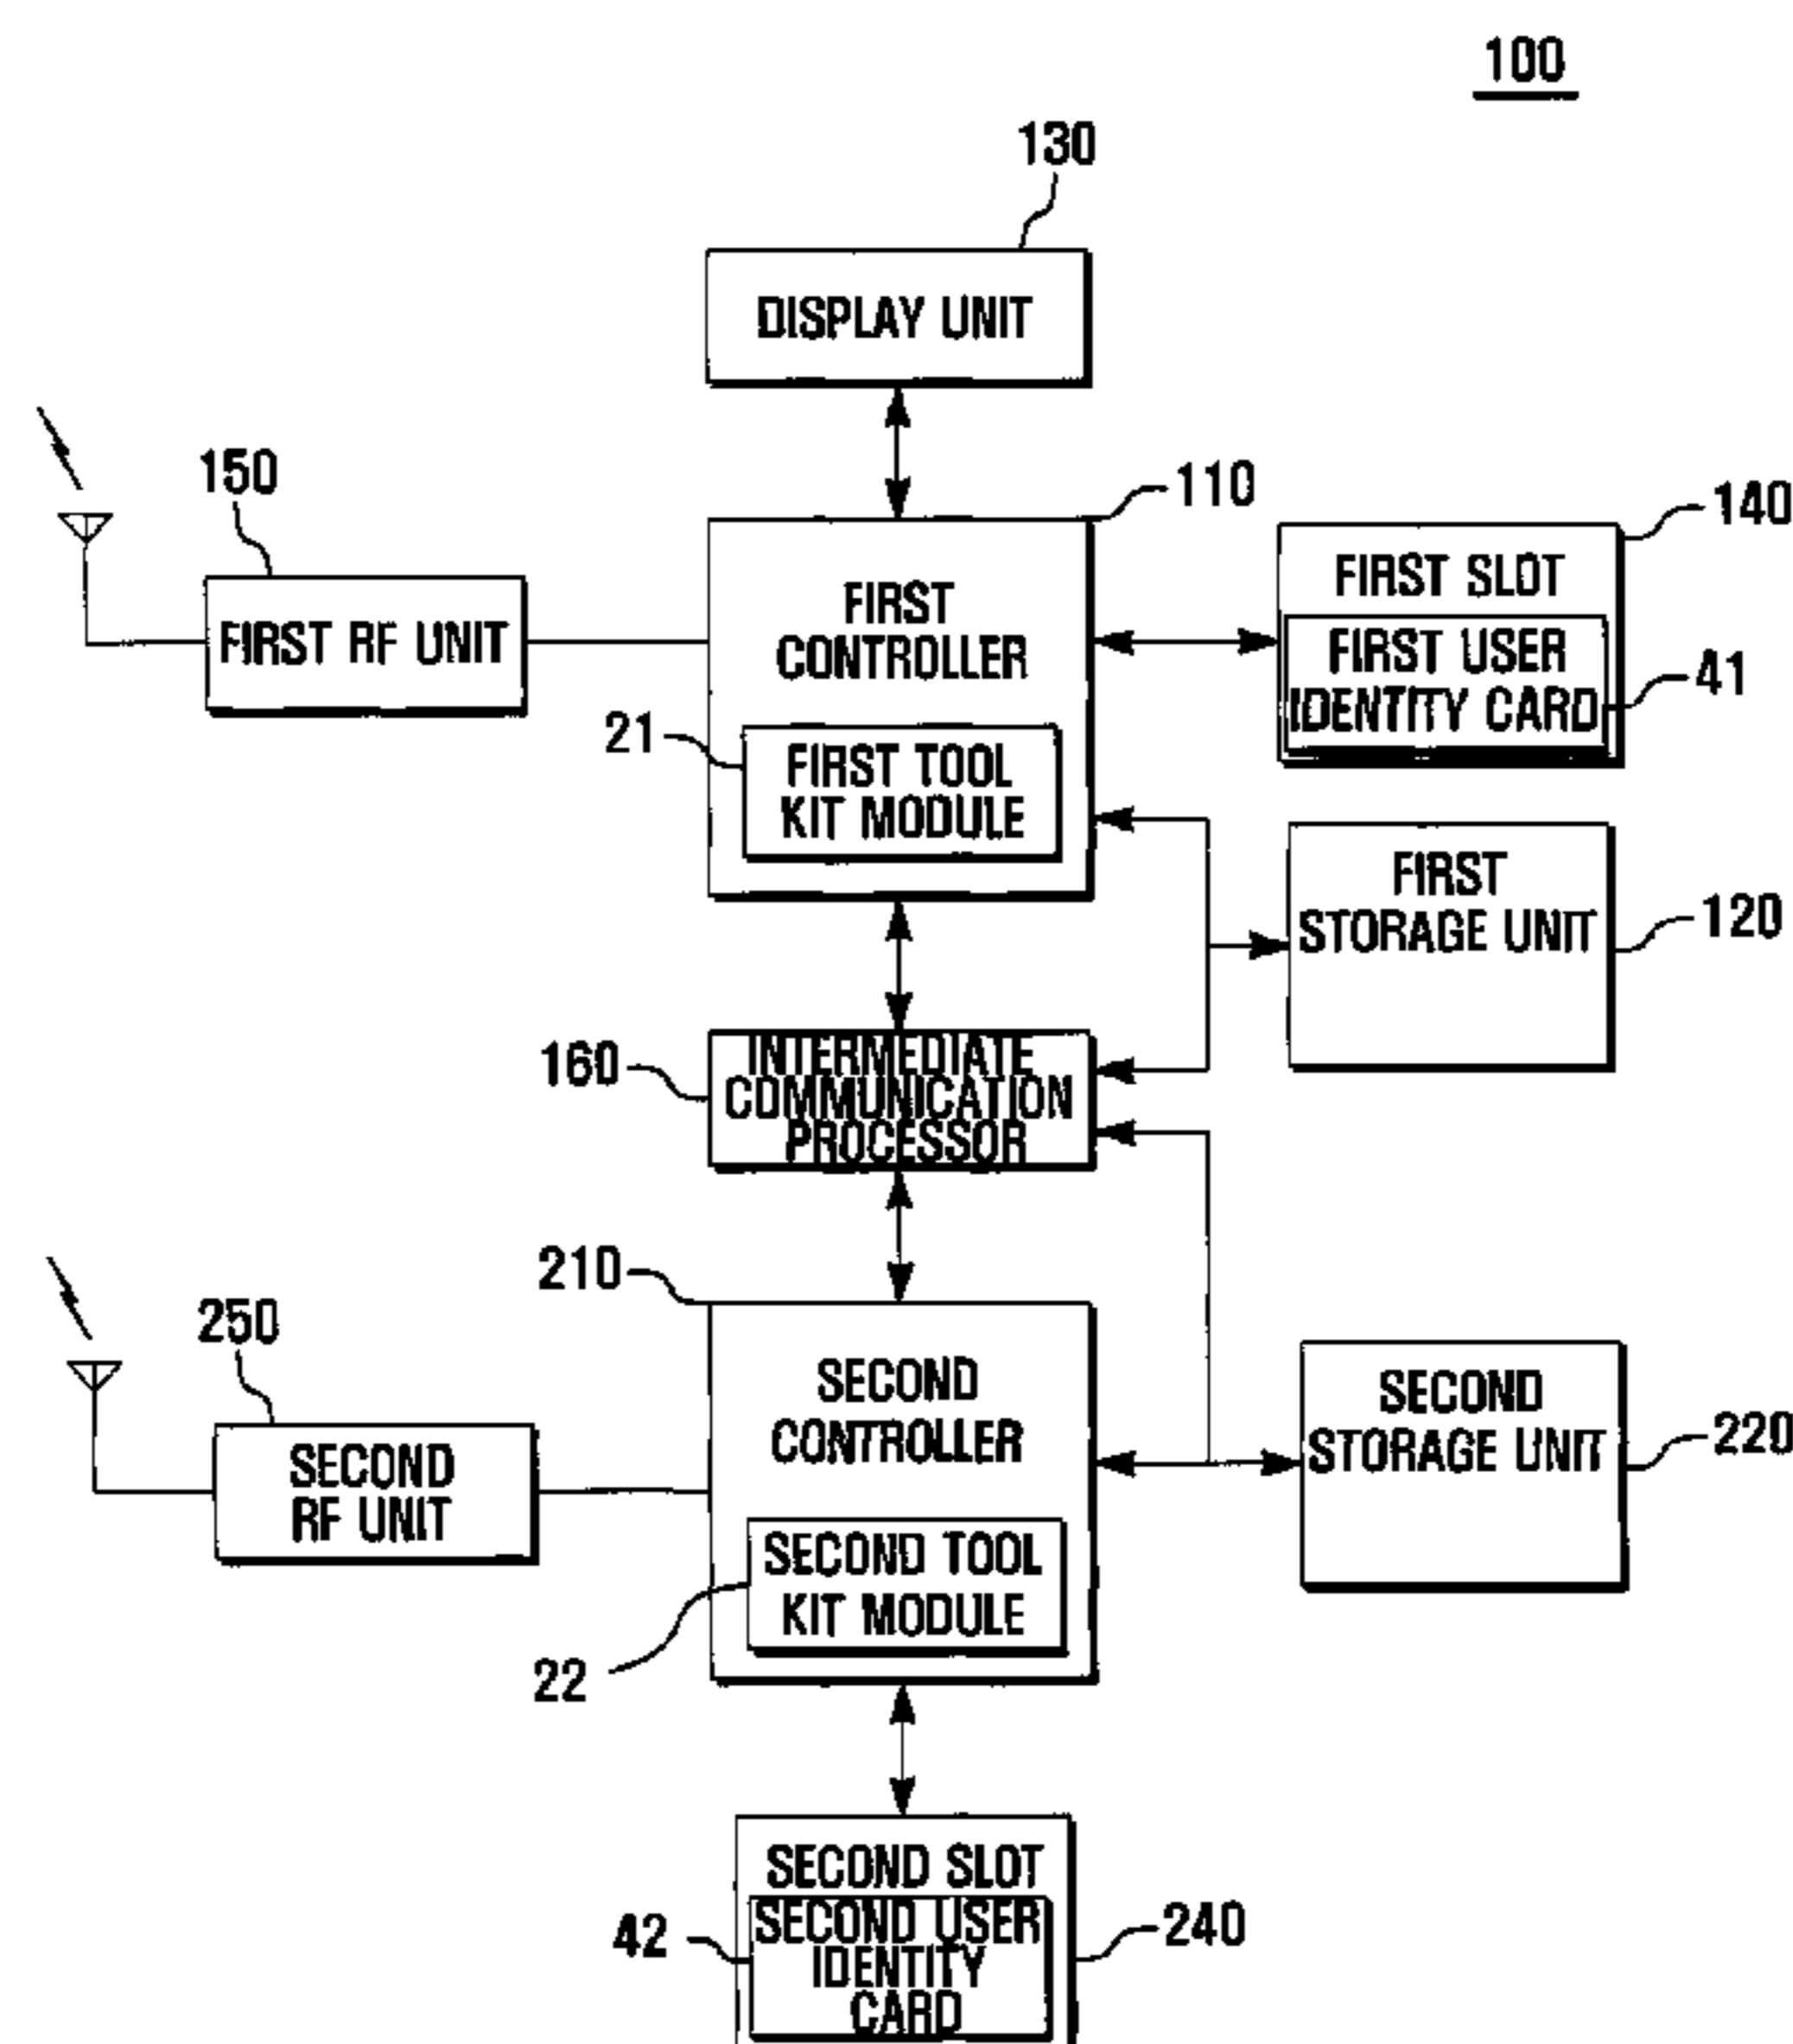 100
130
DISPLAY UNIT
150
110
140
FIRST RF UNIT
FIRST
CONTROLLER
FIRST SLOT
FIRST USER
IDENTITY CARD
41
21
FIRST TOOL
KIT MODULE
FIRST
STORAGE UNIT
120
160
INTERMEDIATE
COMMUNICATION
PROCESSOR
210
250
SECOND
CONTROLLER
SECOND
RF UNIT
SECOND
STORAGE UNIT
220
SECOND TOOL
KIT MODULE
22
SECOND SLOT
42
SECOND USER
IDENTITY
CARD
240